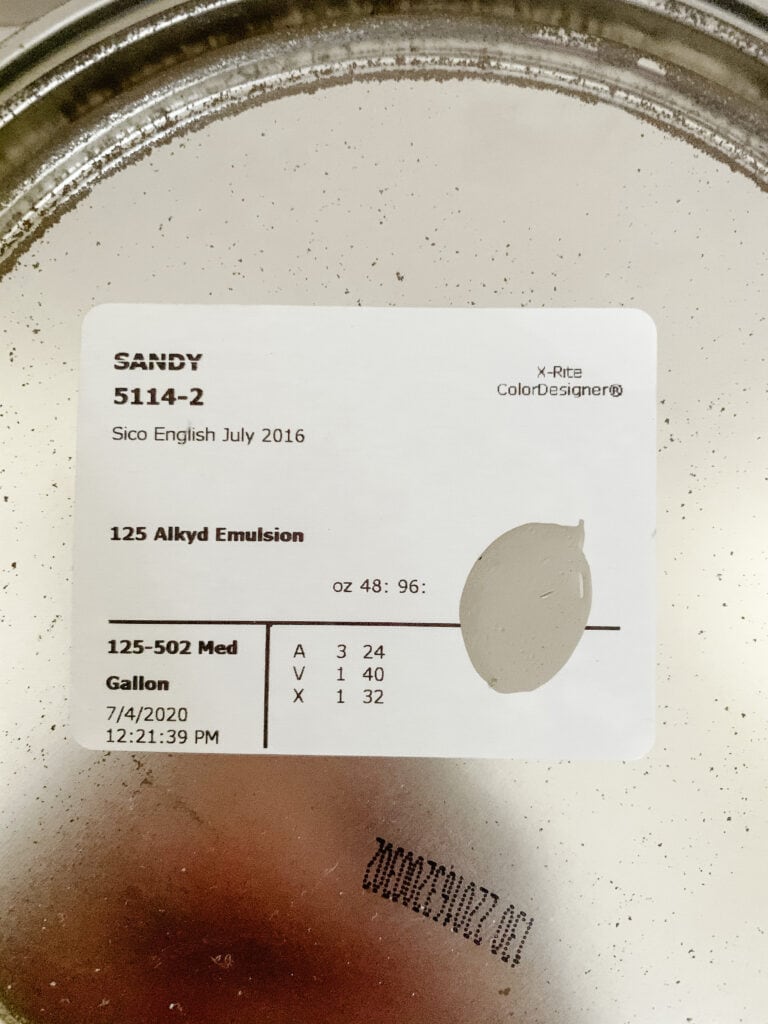 SANDY
5114-2
Sico English July 2016
X-Rite
ColorDesigner®
125 Alkyd Emulsion
oz 48: 96:
125-502 Med
Gallon
7/4/2020
12:21:39 PM
A 3 24
V 1 40
X 1 32